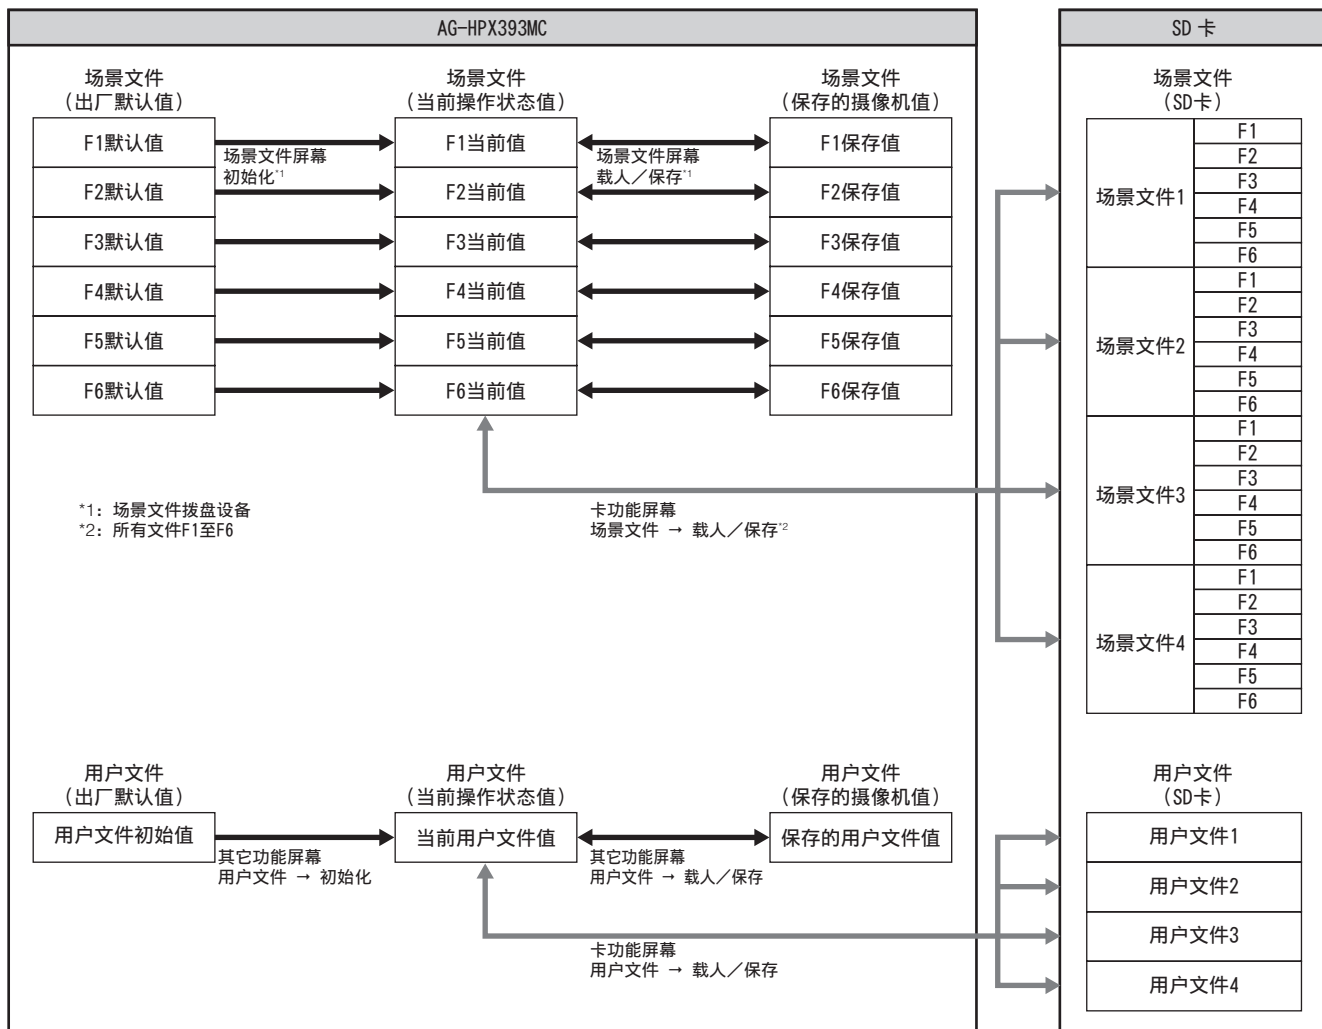 AG-HPX393MC
SD 卡
场景文件
（出厂默认值）
场景文件
（当前操作状态值）
场景文件
（保存的摄像机值）
场景文件
（SD卡）
F1默认值
F2默认值
F3默认值
F4默认值
F5默认值
F6默认值
场景文件屏幕
初始化*1
F1当前值
F2当前值
F3当前值
F4当前值
F5当前值
F6当前值
场景文件屏幕
载人／保存*1
F1保存值
F2保存值
F3保存值
F4保存值
F5保存值
F6保存值
场景文件1
F1
F2
F3
F4
F5
F6
场景文件2
F1
F2
F3
F4
F5
F6
场景文件3
F1
F2
F3
F4
F5
F6
场景文件4
F1
F2
F3
F4
F5
F6
*1: 场景文件拨盘设备
*2: 所有文件F1至F6
卡功能屏幕
场景文件 → 载人／保存*2
用户文件
（出厂默认值）
用户文件
（当前操作状态值）
用户文件
（保存的摄像机值）
用户文件
（SD卡）
用户文件初始值
其它功能屏幕
用户文件 → 初始化
当前用户文件值
其它功能屏幕
用户文件 → 载人／保存
保存的用户文件值
用户文件1
用户文件2
用户文件3
用户文件4
卡功能屏幕
用户文件 → 载人／保存